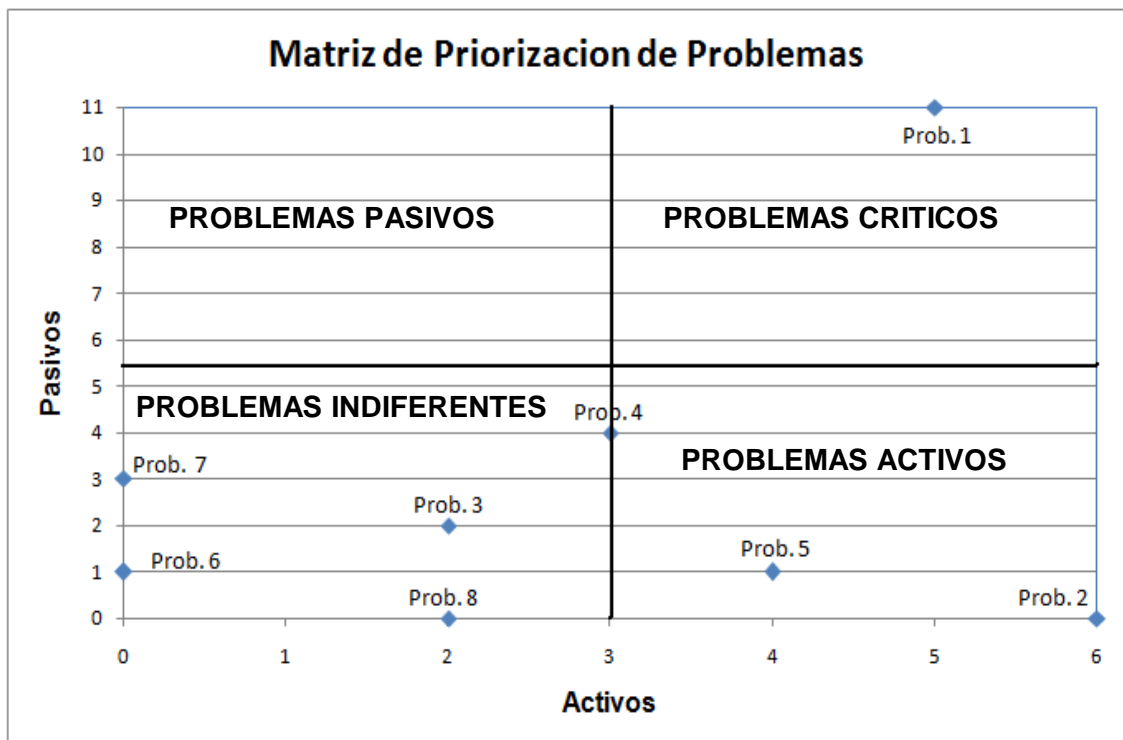 Matriz de Priorizacion de Problemas
11
Prob. 1
10
9
PROBLEMAS PASIVOS
PROBLEMAS CRITICOS
8
7
6
Pasivos
5
PROBLEMAS INDIFERENTES
Prob. 4
4
PROBLEMAS ACTIVOS
Prob. 7
3
Prob. 3
2
Prob. 5
Prob. 6
1
Prob. 8
Prob. 2
0
0 1 2 3 4 5 6
Activos